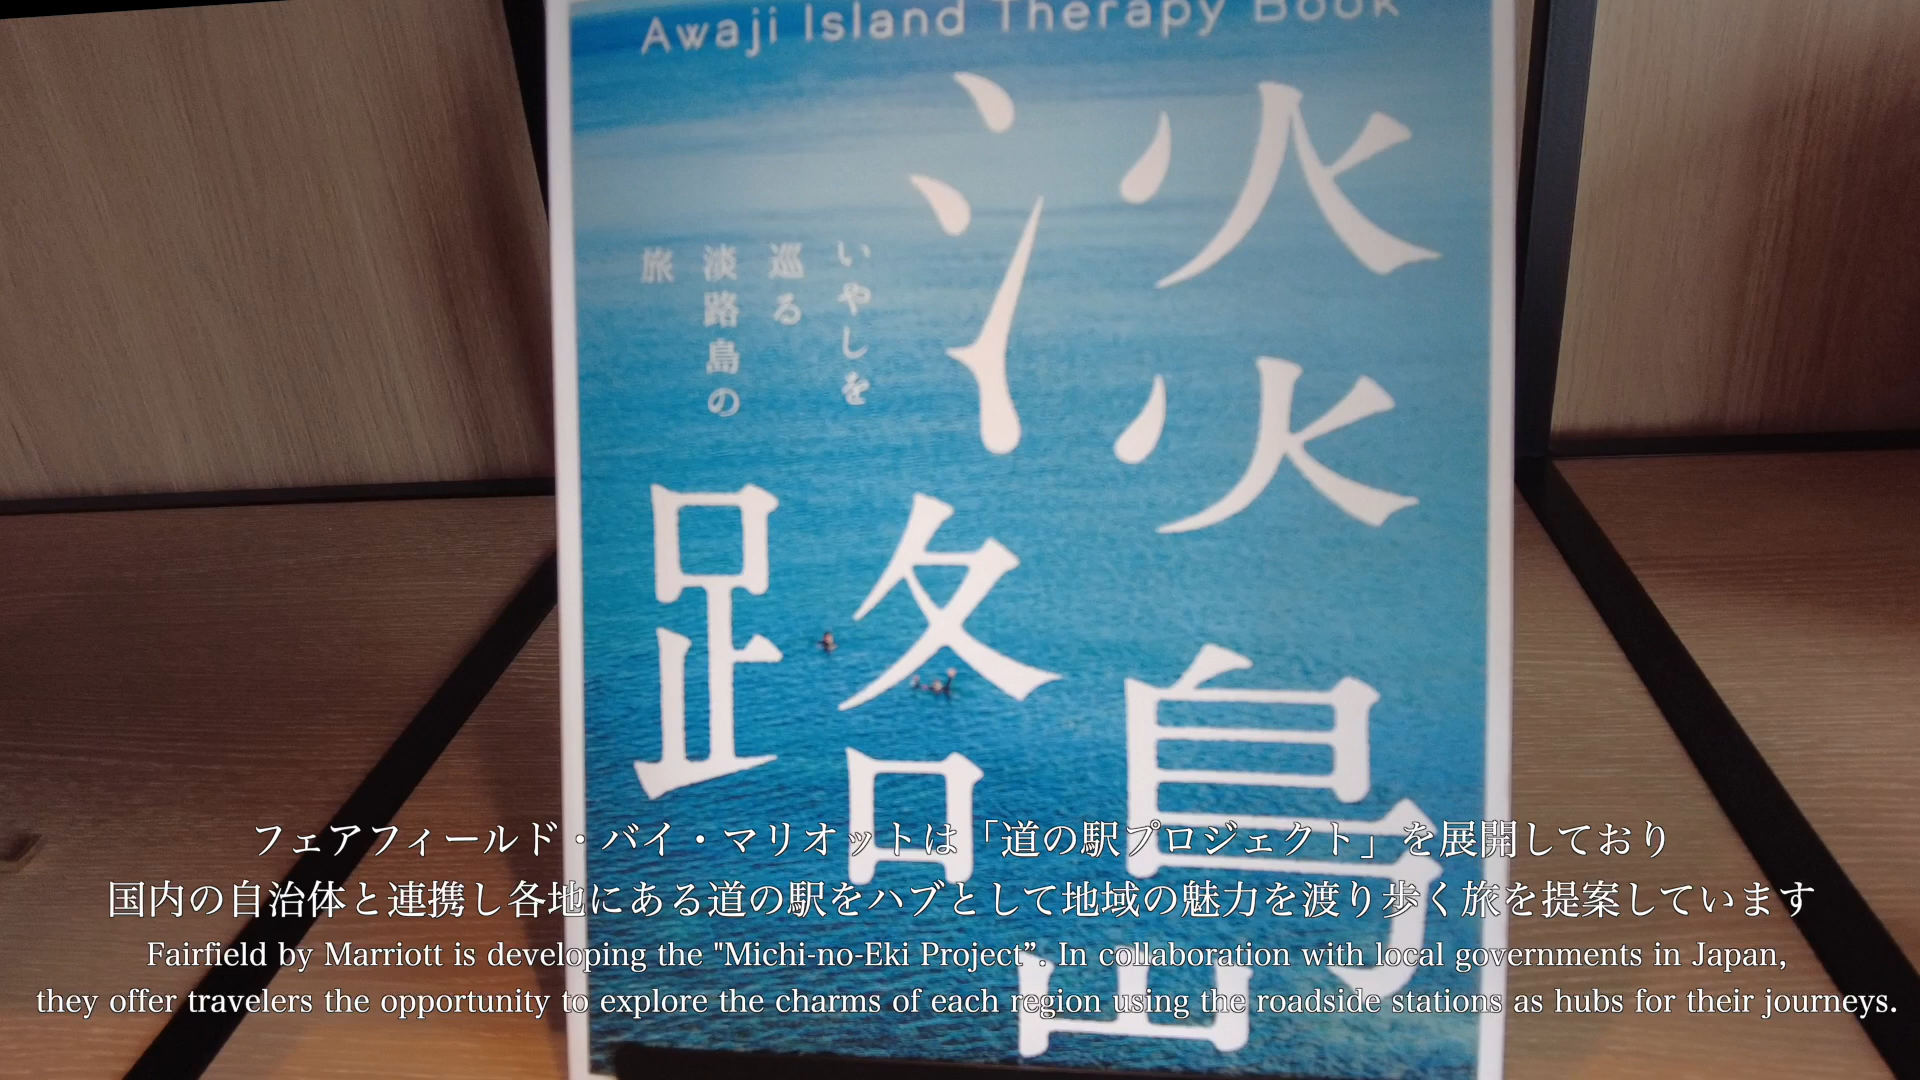 Awaji Island Therapy Book
淡
路
島
いやしを
巡る
淡路島の
旅
フェアフィールド・バイ・マリオットは「道の駅プロジェクト」を展開しており
国内の自治体と連携し各地にある道の駅をハブとして地域の魅力を渡り歩く旅を提案しています
Fairfield by Marriott is developing the "Michi-no-Eki Project”. In collaboration with local governments in Japan,
they offer travelers the opportunity to explore the charms of each region using the roadside stations as hubs for their journeys.